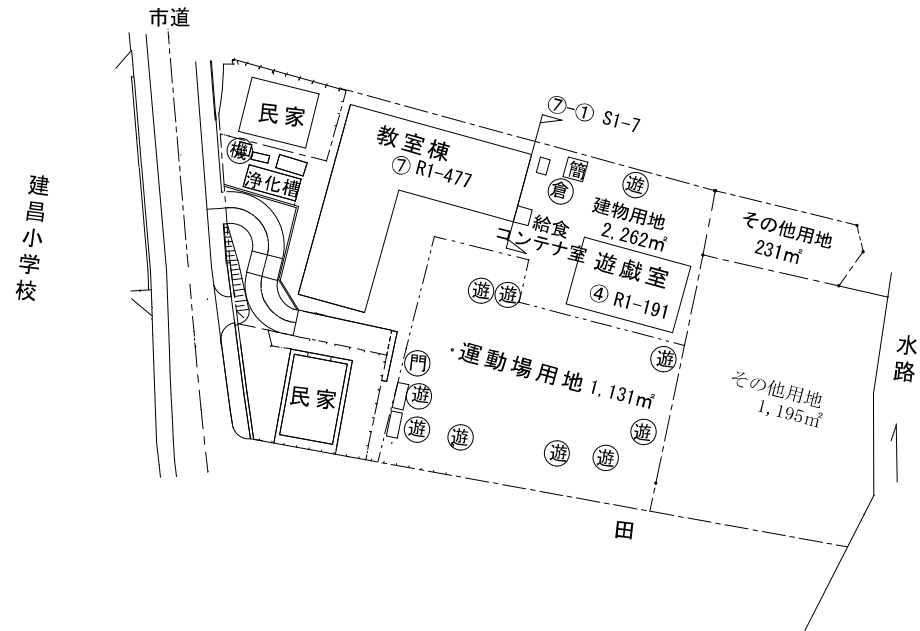 市道
民家
⑦-① S1-7
教室棟
⑦ R1-477
機
浄化槽
簡
倉
遊
建物用地
2,262㎡
その他用地
231㎡
給食
コンテナ室
遊戯室
④ R1-191
建昌小学校
遊
遊
運動場用地 1,131㎡
遊
水路
門
民家
遊
遊
遊
遊
遊
遊
その他用地
1,195㎡
田